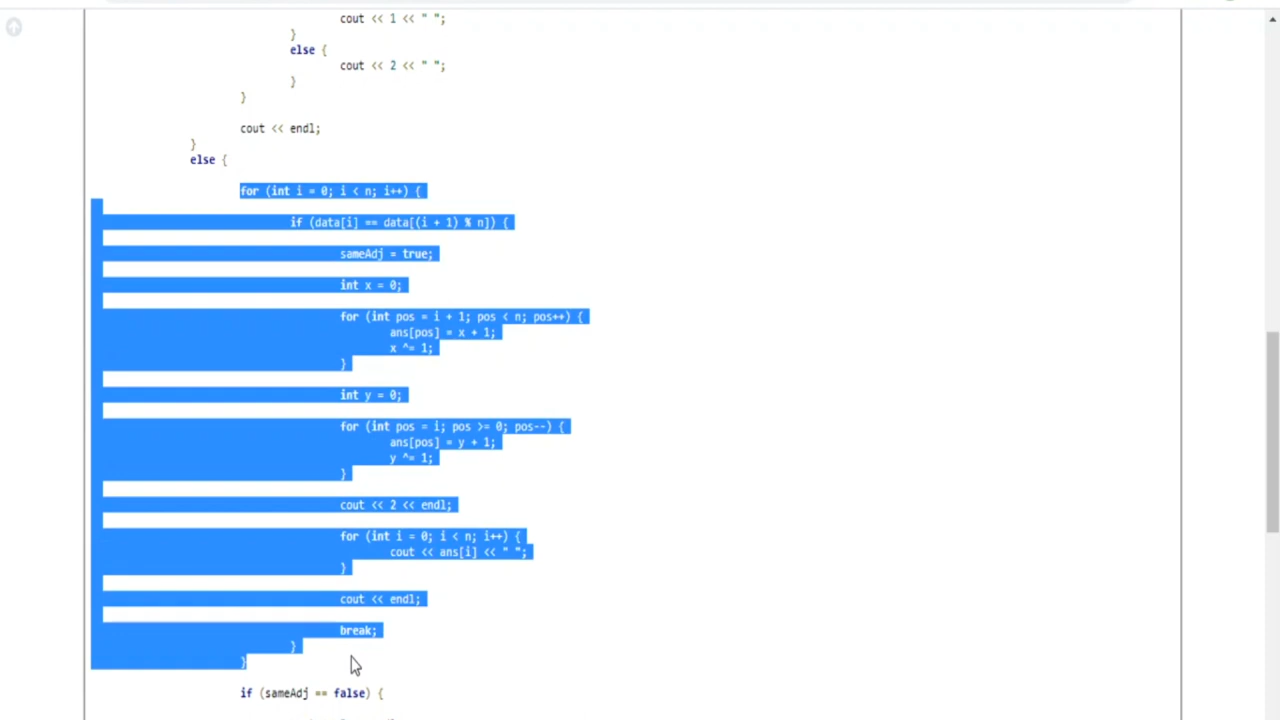 cout << 1 << " ";
}
else {
cout << 2 << " ";
}
}
cout << endl;
}
else {
for (int i = 0; i < n; i++) {
if (data[i] == data[(i + 1) % n]) {
sameAdj = true;
int x = 0;
for (int pos = i + 1; pos < n; pos++) {
ans[pos] = x + 1;
x ^= 1;
}
int y = 0;
for (int pos = i; pos >= 0; pos--) {
ans[pos] = y + 1;
y ^= 1;
}
cout << 2 << endl;
for (int i = 0; i < n; i++) {
cout << ans[i] << " ";
}
cout << endl;
break;
}
}
if (sameAdj == false) {